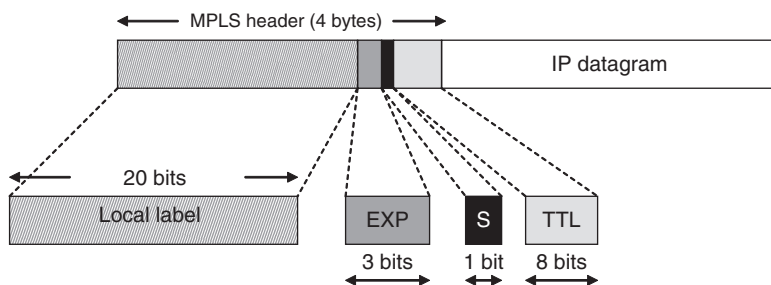 MPLS header (4 bytes)
IP datagram
20 bits
Local label
EXP
S
TTL
3 bits
1 bit
8 bits